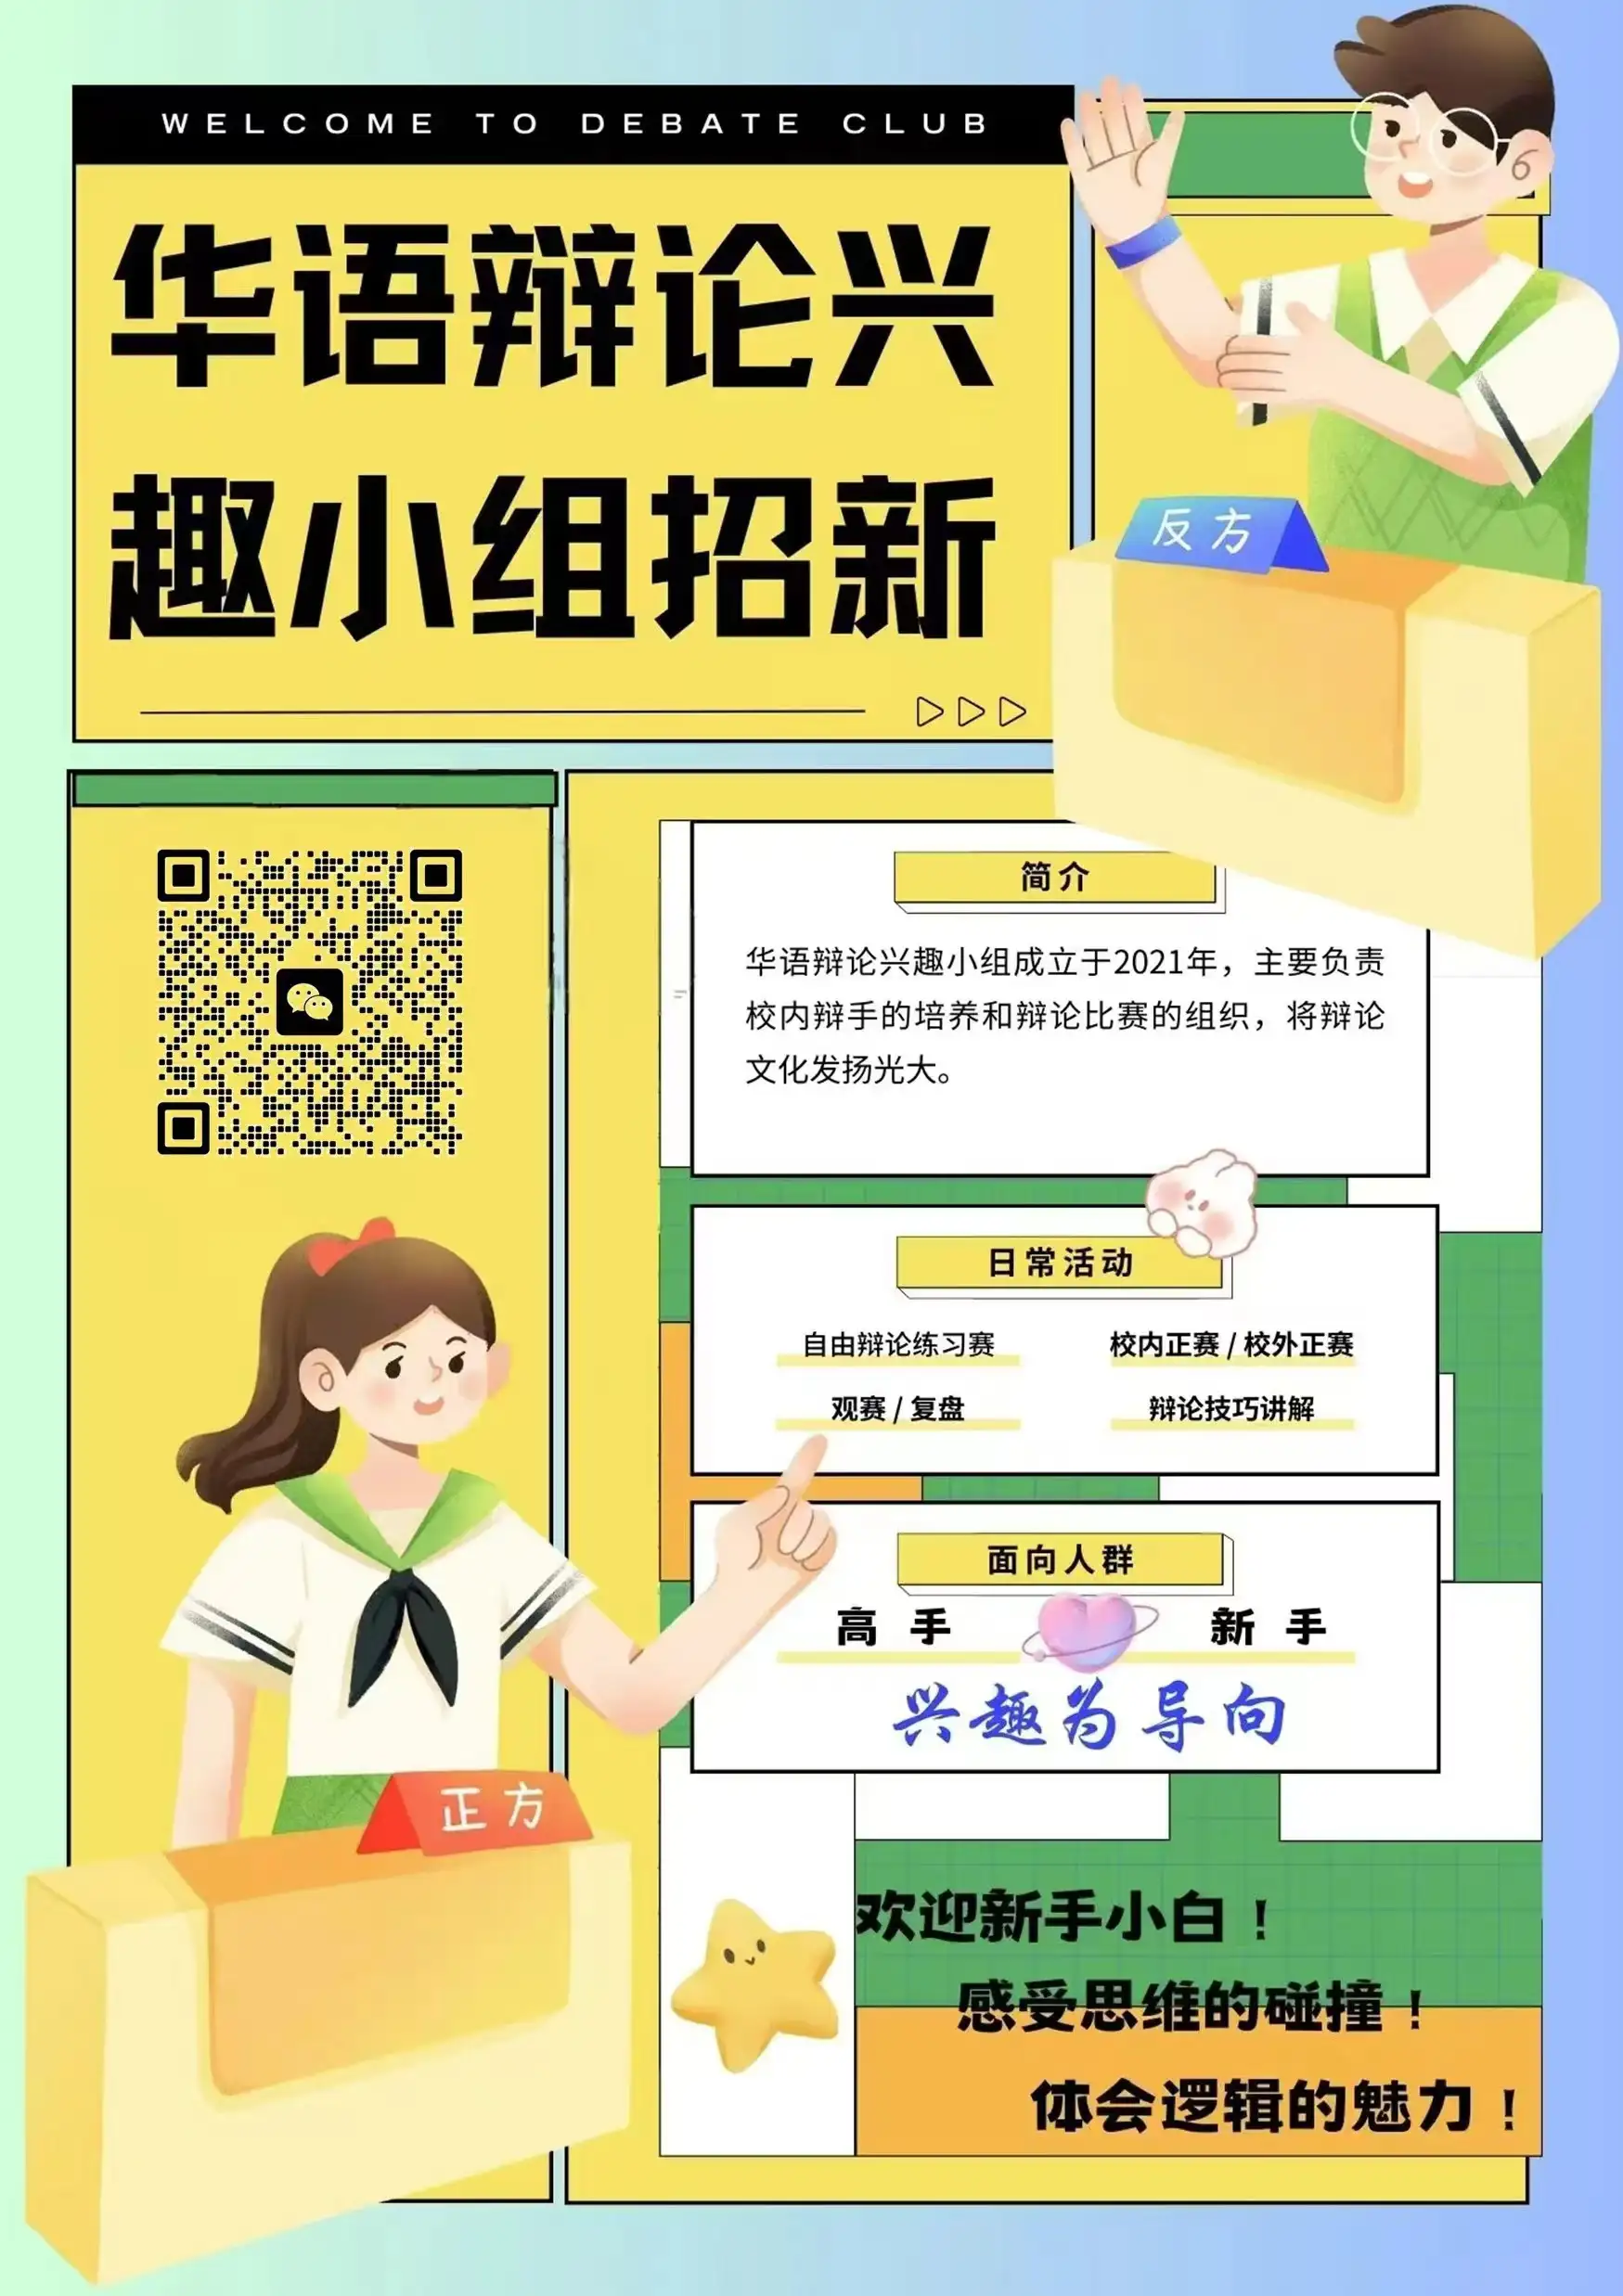 WELCOME TO DEBATE CLUB
华语辩论兴
趣小组招新
反方
简介
华语辩论兴趣小组成立于2021年，主要负责
校内辩手的培养和辩论比赛的组织，将辩论
文化发扬光大。
日常活动
自由辩论练习赛
校内正赛 / 校外正赛
观赛 / 复盘
辩论技巧讲解
面向人群
高手
新手
兴趣为导向
正方
欢迎新手小白！
感受思维的碰撞！
体会逻辑的魅力！